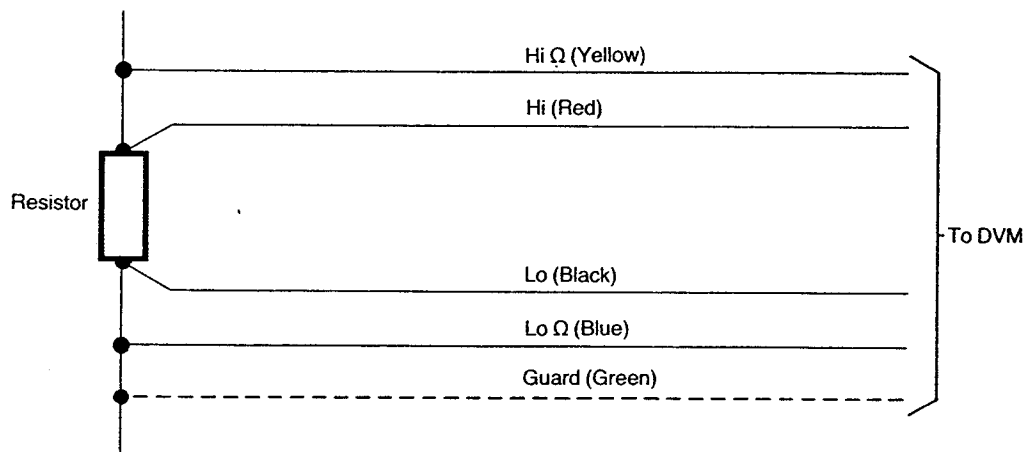 Hi Ω (Yellow)
Hi (Red)
Resistor
To DVM
Lo (Black)
Lo Ω (Blue)
Guard (Green)